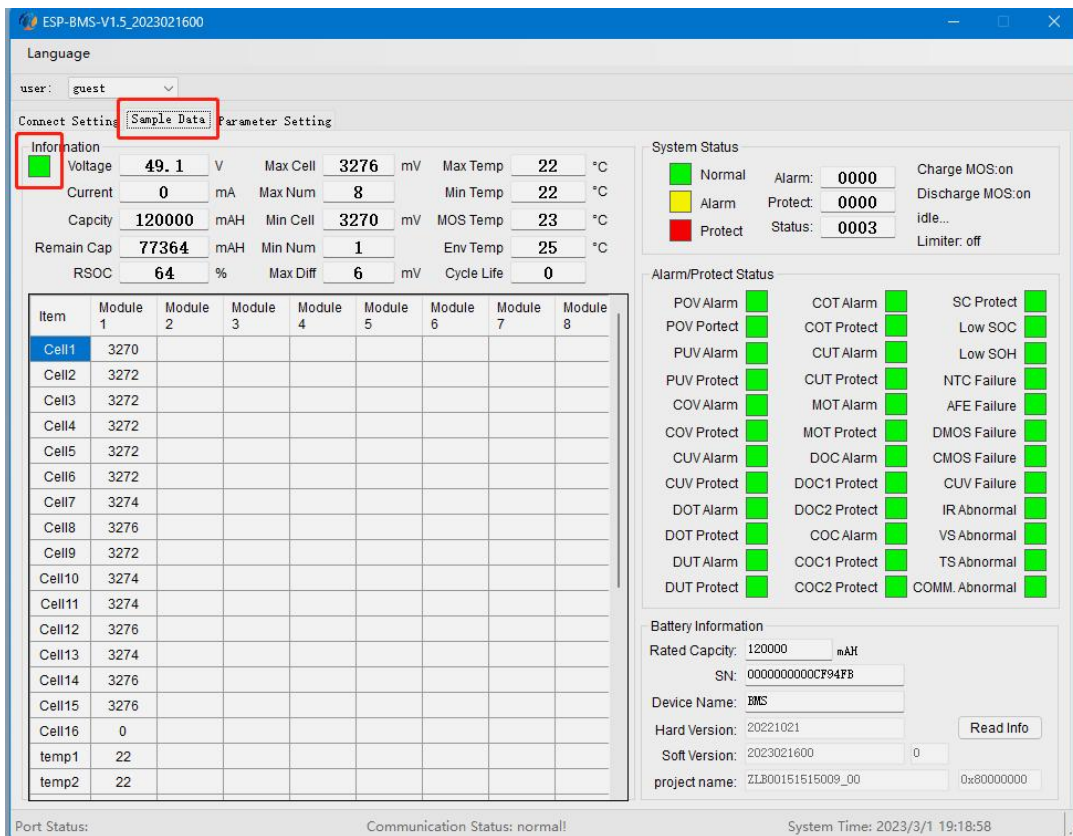 ESP-BMS-V1.5_2023021600
Language
user: guest
Connect Setting Sample Data Parameter Setting
Information
Voltage 49.1 V Max Cell 3276 mV Max Temp 22 °C
Current 0 mA Max Num 8 Min Temp 22 °C
Capcity 120000 mAH Min Cell 3270 mV MOS Temp 23 °C
Remain Cap 77364 mAH Min Num 1 Env Temp 25 °C
RSOC 64 % Max Diff 6 mV Cycle Life 0
Item Module 1 Module 2 Module 3 Module 4 Module 5 Module 6 Module 7 Module 8
Cell1 3270
Cell2 3272
Cell3 3272
Cell4 3272
Cell5 3272
Cell6 3272
Cell7 3274
Cell8 3276
Cell9 3272
Cell10 3274
Cell11 3274
Cell12 3276
Cell13 3274
Cell14 3276
Cell15 3276
Cell16 0
temp1 22
temp2 22
System Status
Normal Alarm: 0000 Charge MOS:on
Alarm Protect: 0000 Discharge MOS:on
Protect Status: 0003 idle...
Limiter: off
Alarm/Protect Status
POV Alarm COT Alarm SC Protect
POV Portect COT Protect Low SOC
PUV Alarm CUT Alarm Low SOH
PUV Protect CUT Protect NTC Failure
COV Alarm MOT Alarm AFE Failure
COV Protect MOT Protect DMOS Failure
CUV Alarm DOC Alarm CMOS Failure
CUV Protect DOC1 Protect CUV Failure
DOT Alarm DOC2 Protect IR Abnormal
DOT Protect COC Alarm VS Abnormal
DUT Alarm COC1 Protect TS Abnormal
DUT Protect COC2 Protect COMM. Abnormal
Battery Information
Rated Capcity: 120000 mAH
SN: 0000000000CF94FB
Device Name: BMS
Hard Version: 20221021 Read Info
Soft Version: 2023021600 0
project name: ZLB00151515009_00 0x80000000
Port Status: Communication Status: normal! System Time: 2023/3/1 19:18:58